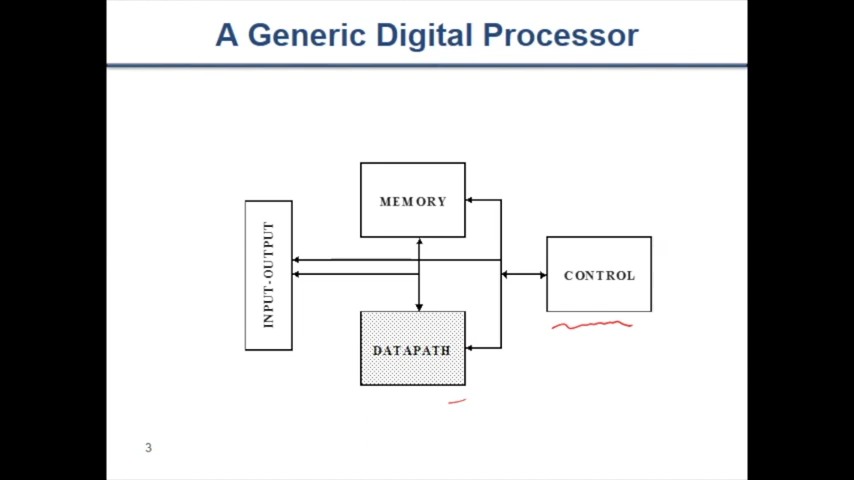 A Generic Digital Processor
MEMORY
INPUT-OUTPUT
CONTROL
DATAPATH
3